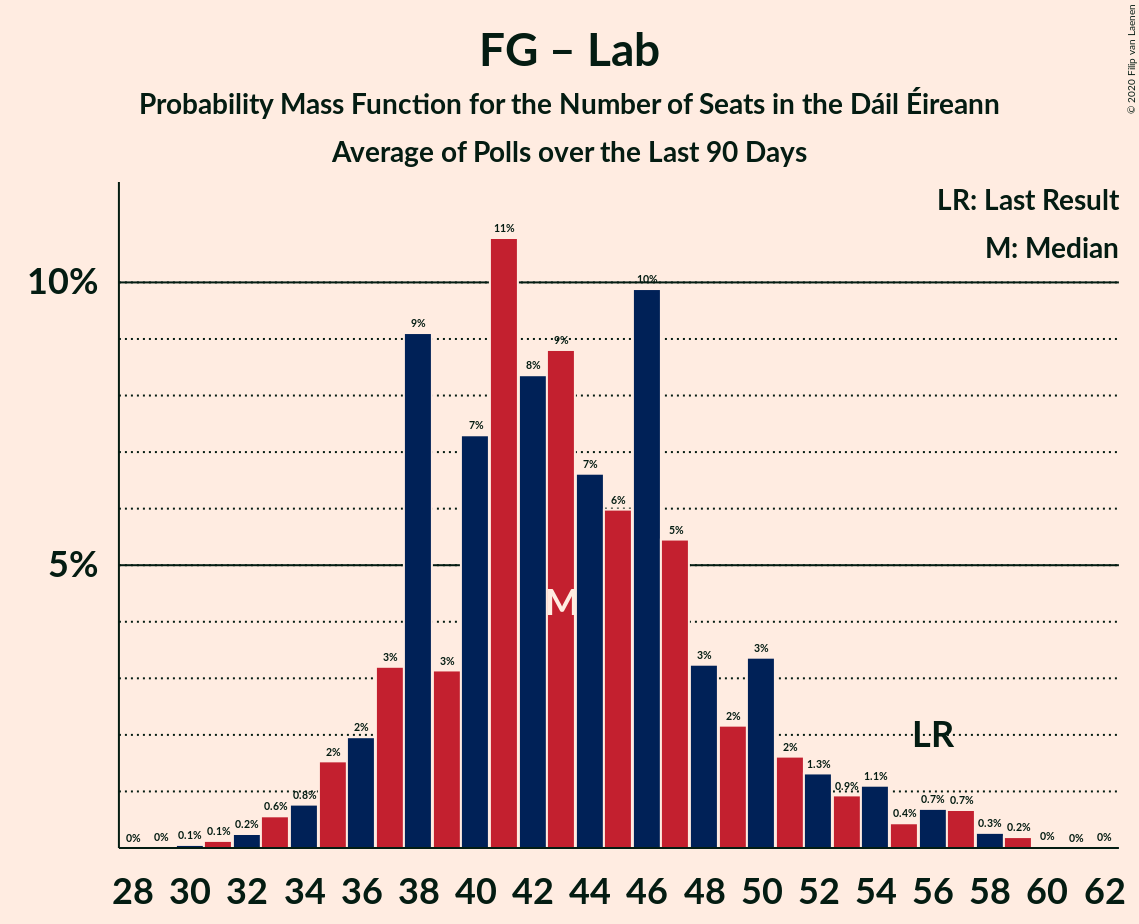 FG – Lab
Probability Mass Function for the Number of Seats in the Dáil Éireann
Average of Polls over the Last 90 Days
© 2020 Filip van Laenen
LR: Last Result
M: Median
10%
5%
0% 0% 0.1% 0.1% 0.2% 0.6% 0.8% 2% 2% 3% 9% 3% 7% 11% 8% 9% 7% 6% 10% 5% 3% 2% 3% 2% 1.3% 0.9% 1.1% 0.4% 0.7% 0.7% 0.3% 0.2% 0% 0% 0%
M
LR
28 30 32 34 36 38 40 42 44 46 48 50 52 54 56 58 60 62